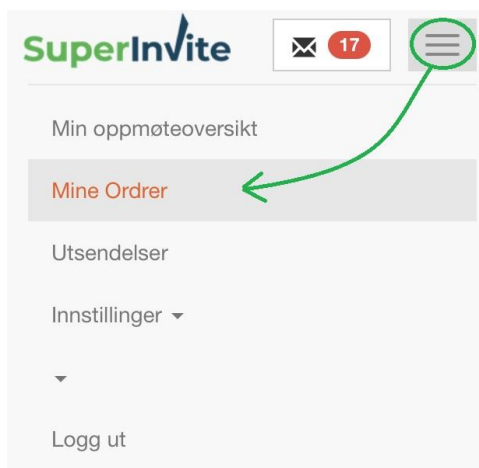 SuperInvite
17
Min oppmøteoversikt
Mine Ordrer
Utsendelser
Innstillinger
Logg ut